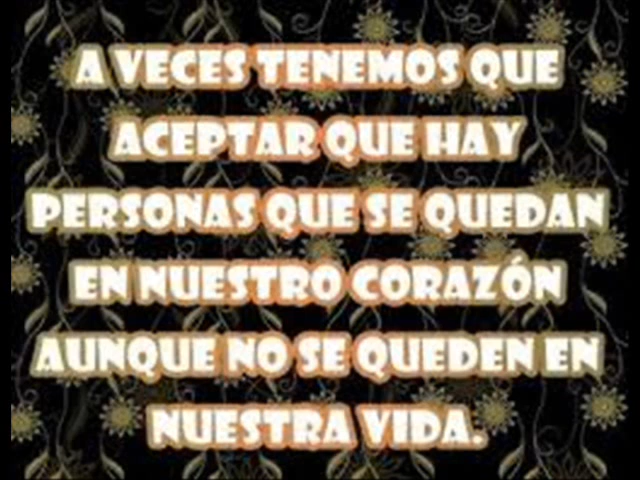 A VECES TENEMOS QUE
ACEPTAR QUE HAY
PERSONAS QUE SE QUEDAN
EN NUESTRO CORAZÓN
AUNQUE NO SE QUEDEN EN
NUESTRA VIDA.